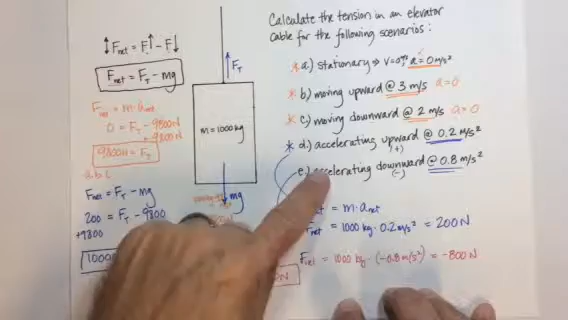 ↕Fnet = F↑ - F↓
Fnet = FT - mg
Fnet = m·anet
0 = FT - 9800N
+9800N
9800N = FT
a b c
Fnet = FT - mg
200 = FT - 9800
+9800
FT
m = 1000 kg
mg
Calculate the tension in an elevator
cable for the following scenarios:
* a) stationary ⇒ V=0 m/s a = 0 m/s²
* b) moving upward @ 3 m/s a = 0
* c) moving downward @ 2 m/s a = 0
* d) accelerating upward @ 0.2 m/s²
(+)
e) accelerating downward @ 0.8 m/s²
(-)
= m·anet
Fnet = 1000 kg · 0.2 m/s² = 200 N
Fnet = 1000 kg · (-0.8 m/s²) = -800 N
N